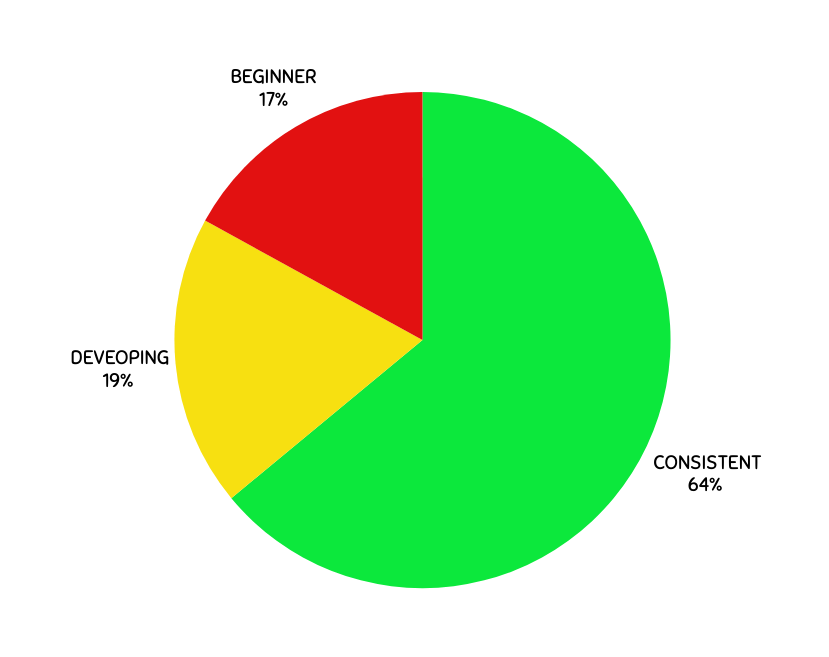 BEGINNER
17%
DEVEOPING
19%
CONSISTENT
64%